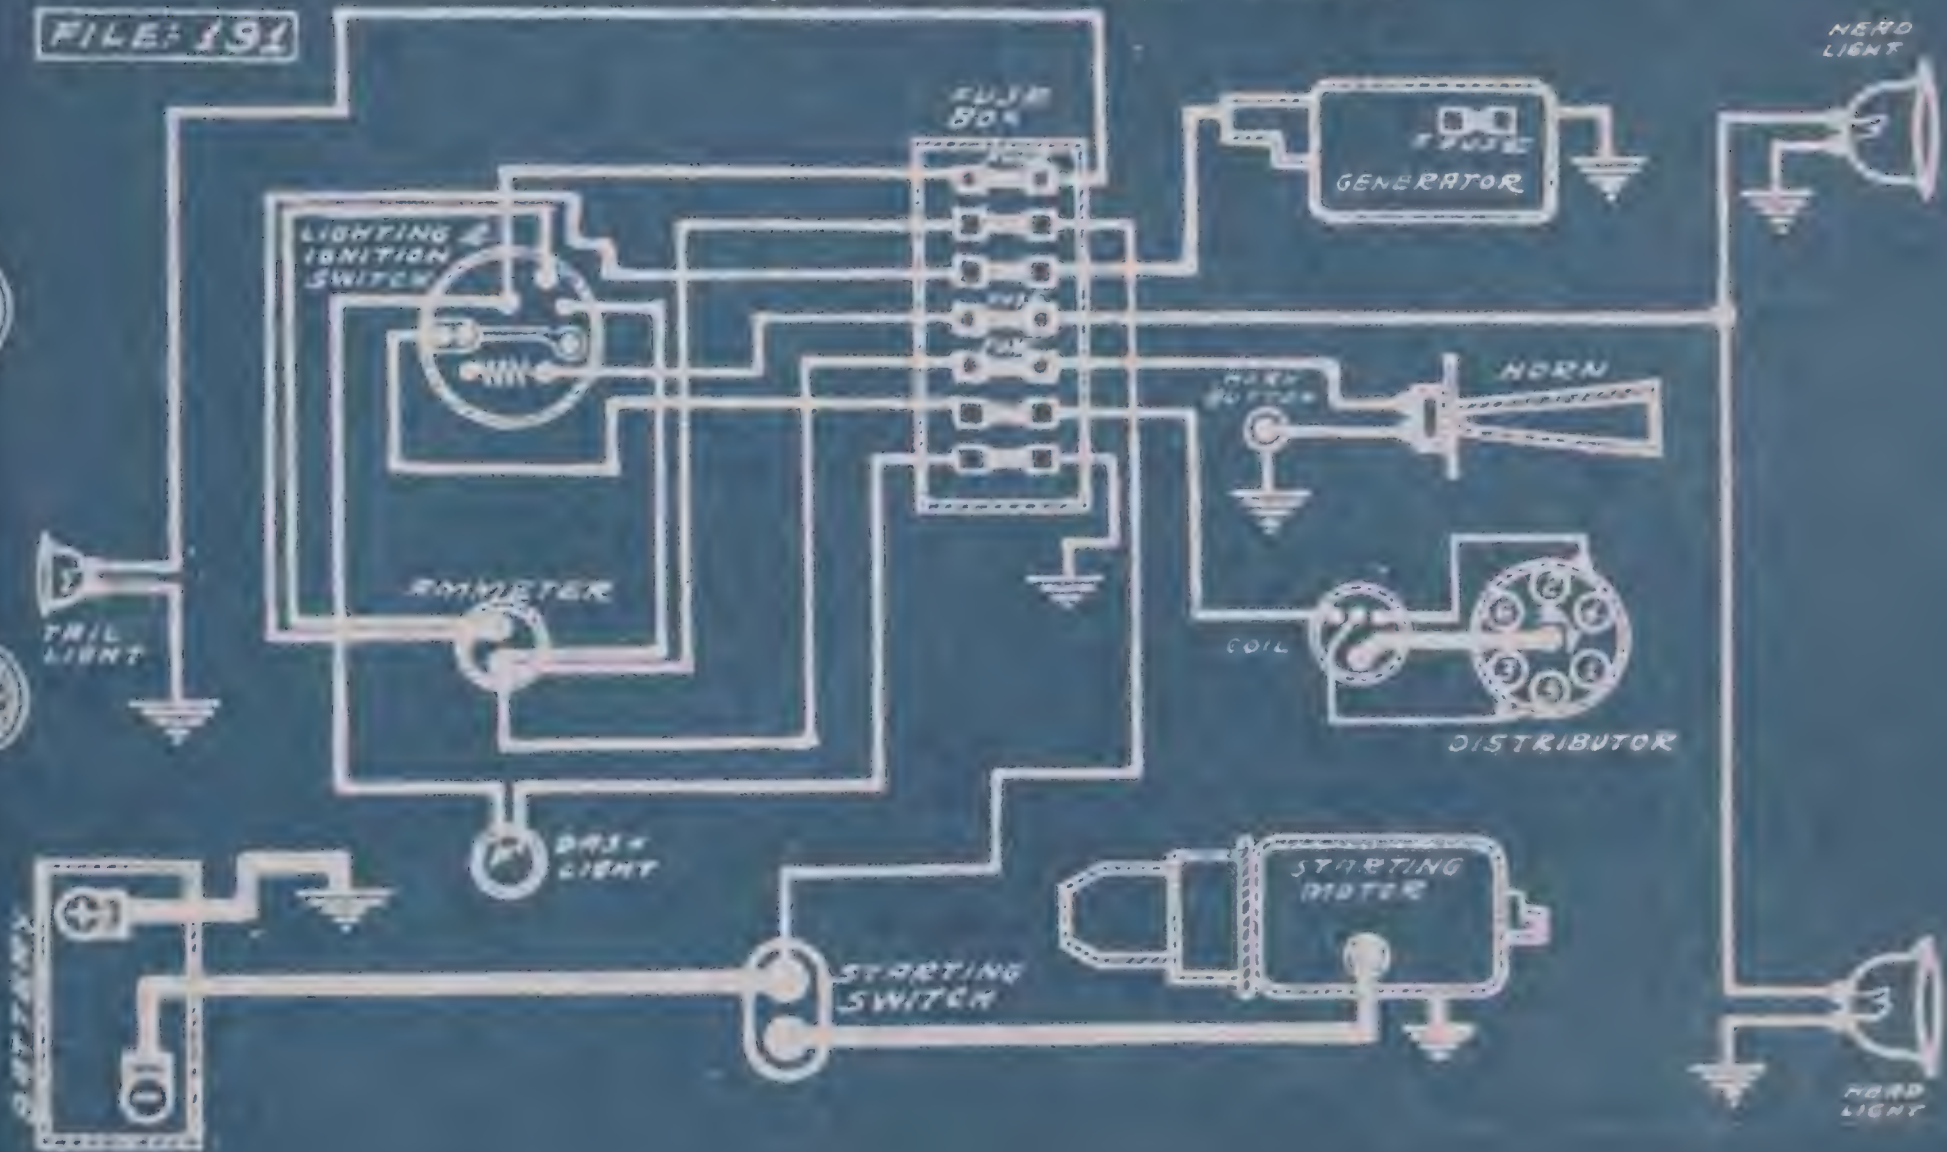 FILE: 191
HEAD
LIGHT
FUSE
BOX
FUSE
GENERATOR
LIGHTING &
IGNITION
SWITCH
HORN
HORN
BUTTON
AMMETER
TAIL
LIGHT
COIL
DISTRIBUTOR
DASH
LIGHT
STARTING
MOTOR
BATTERY
STARTING
SWITCH
HEAD
LIGHT